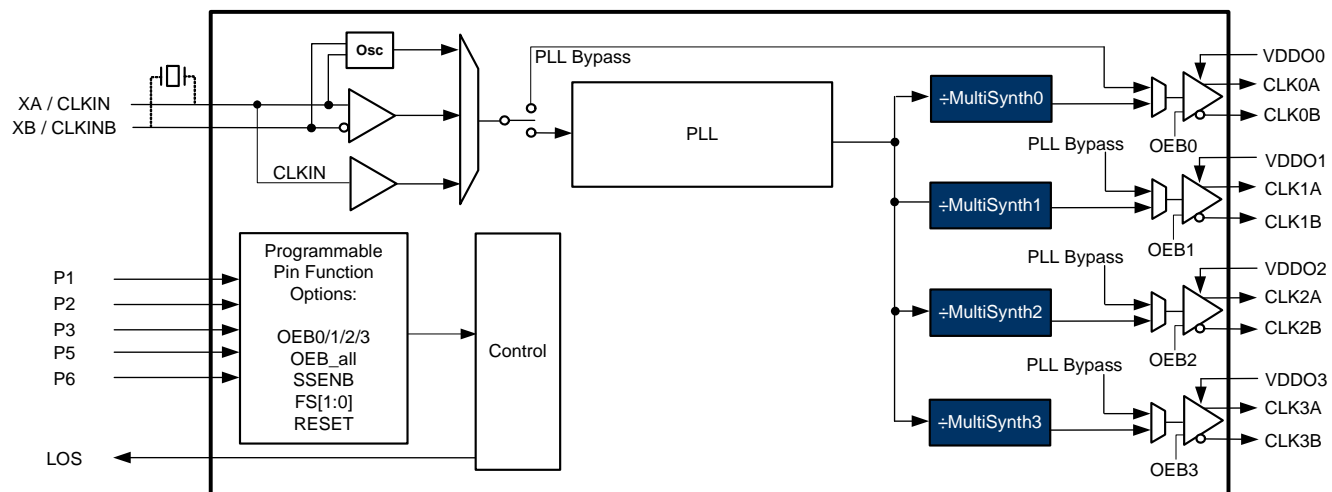 Osc
PLL Bypass
XA / CLKIN
XB / CLKINB
CLKIN
PLL
÷MultiSynth0
VDDO0
CLK0A
CLK0B
OEB0
PLL Bypass
÷MultiSynth1
VDDO1
CLK1A
CLK1B
OEB1
PLL Bypass
÷MultiSynth2
VDDO2
CLK2A
CLK2B
OEB2
PLL Bypass
÷MultiSynth3
VDDO3
CLK3A
CLK3B
OEB3
P1
P2
P3
P5
P6
LOS
Programmable
Pin Function
Options:
OEB0/1/2/3
OEB_all
SSENB
FS[1:0]
RESET
Control